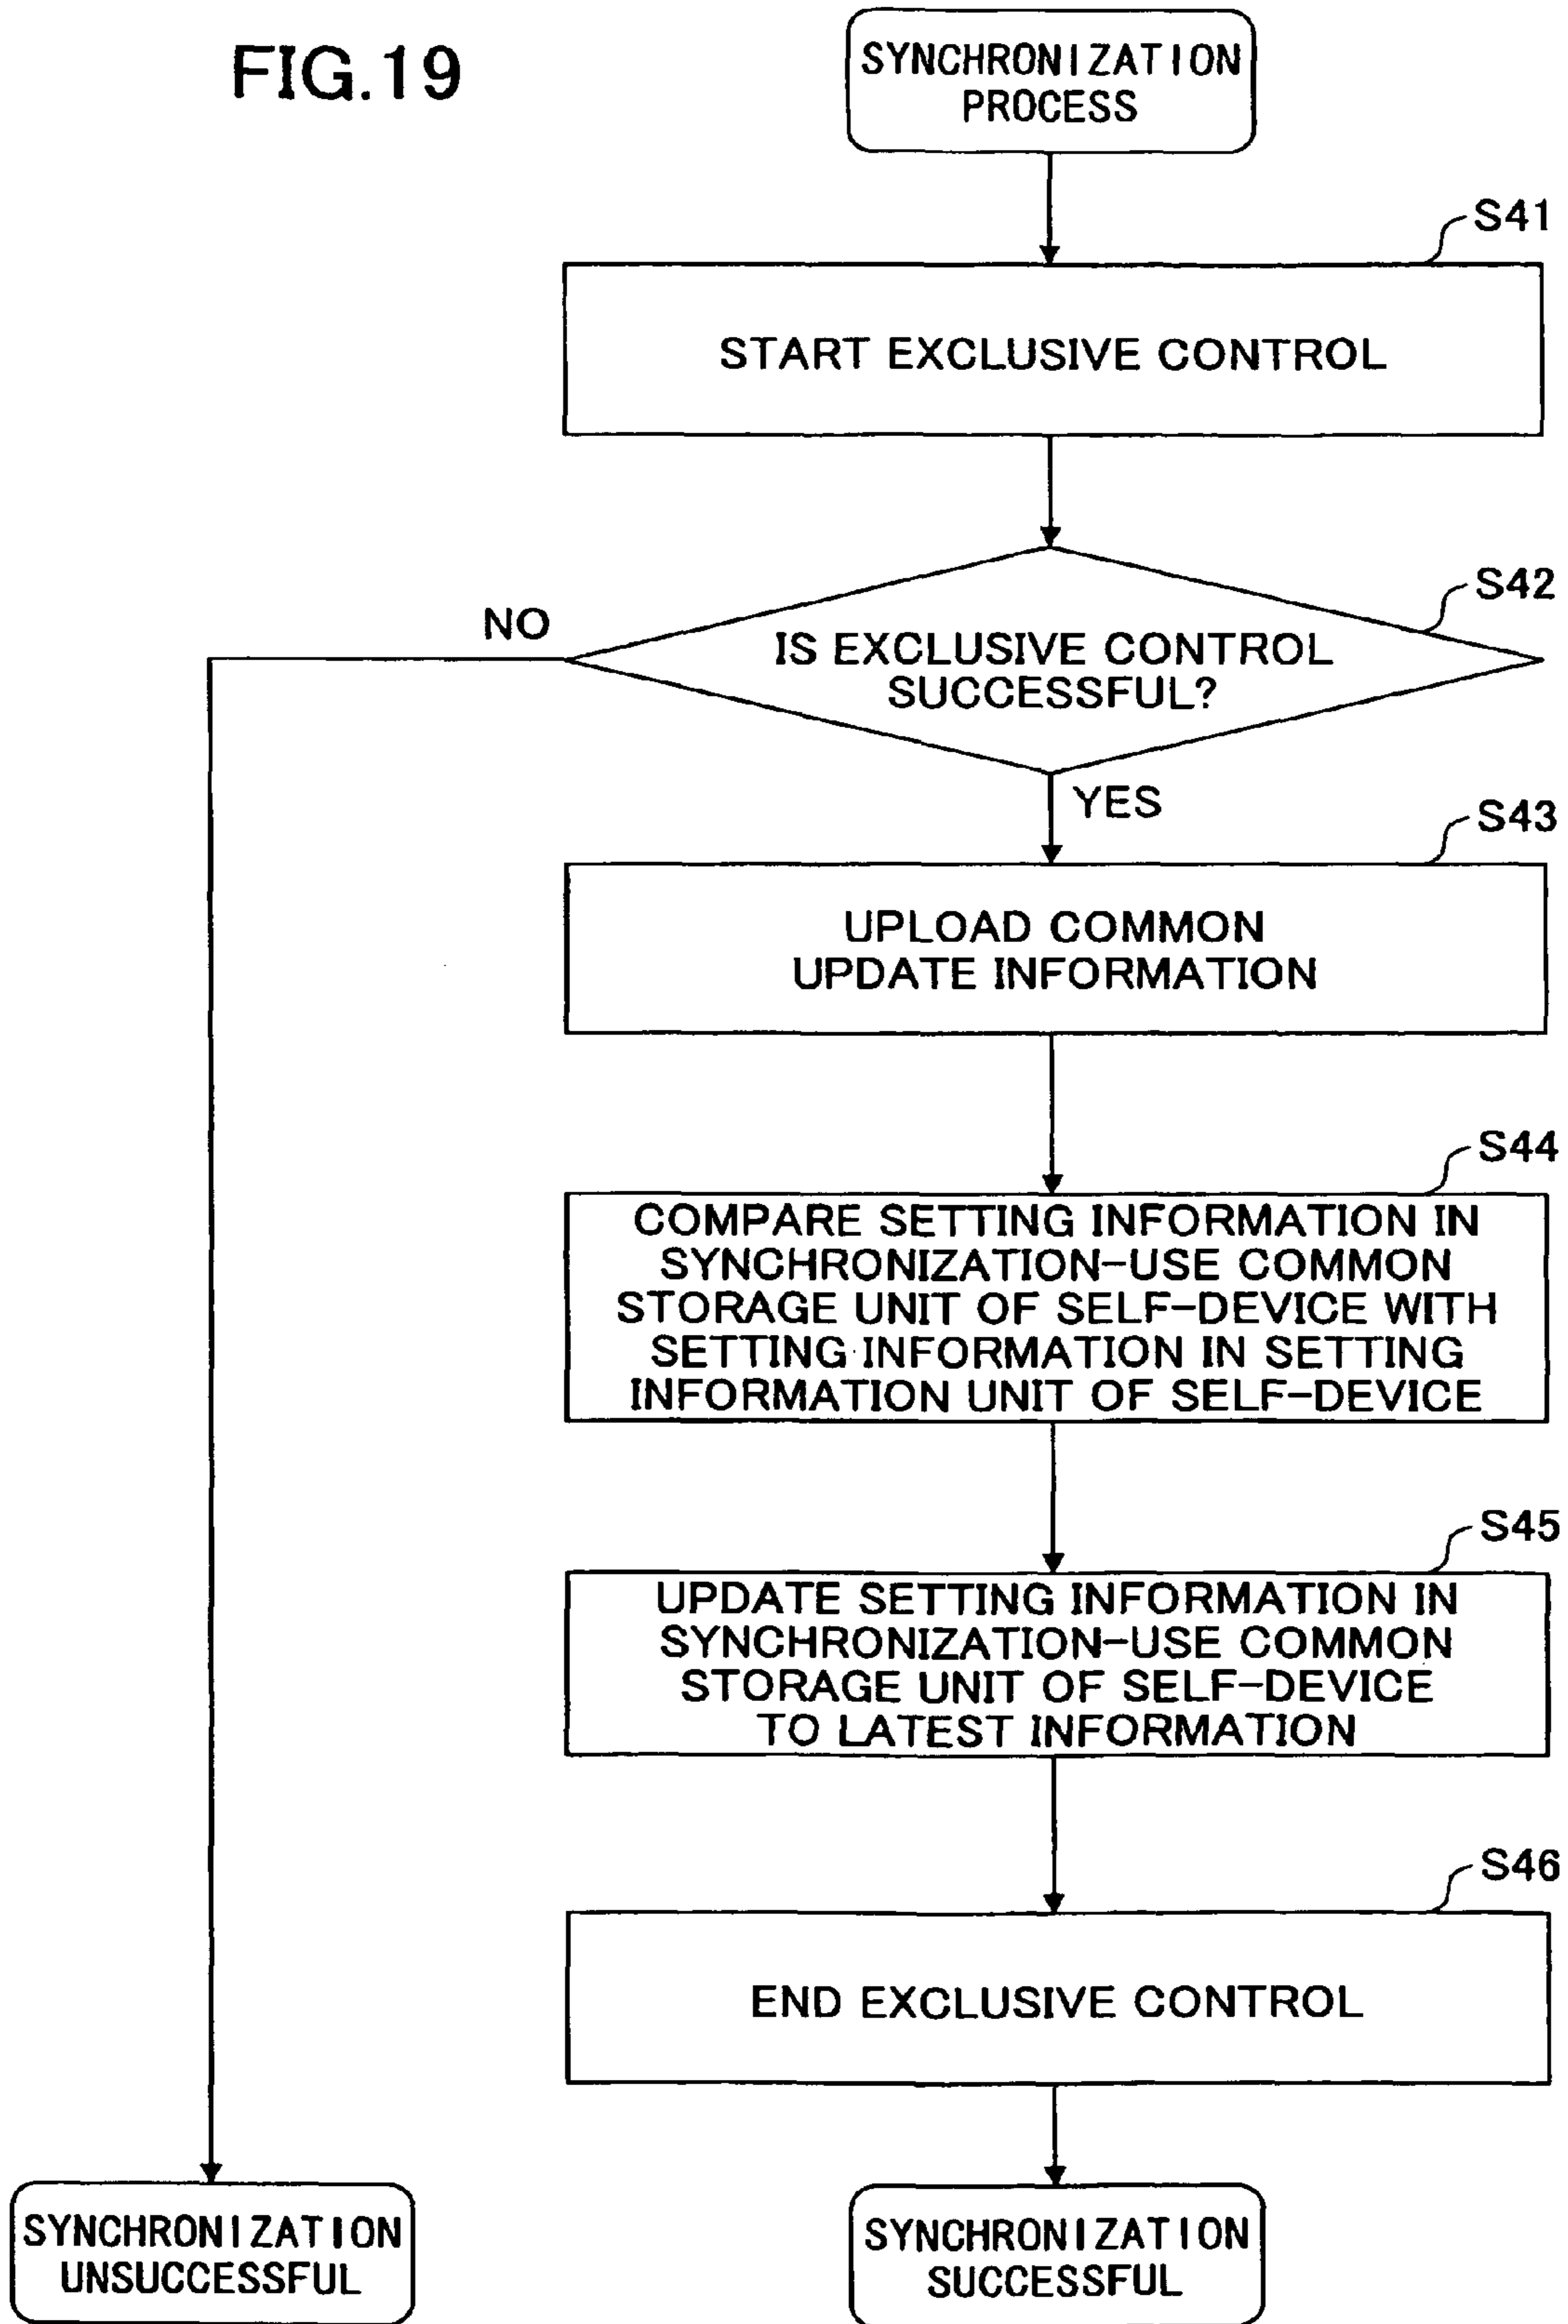 FIG.19
SYNCHRONIZATION
PROCESS
S41
START EXCLUSIVE CONTROL
S42
NO
IS EXCLUSIVE CONTROL
SUCCESSFUL?
YES
S43
UPLOAD COMMON
UPDATE INFORMATION
S44
COMPARE SETTING INFORMATION IN
SYNCHRONIZATION-USE COMMON
STORAGE UNIT OF SELF-DEVICE WITH
SETTING INFORMATION IN SETTING
INFORMATION UNIT OF SELF-DEVICE
S45
UPDATE SETTING INFORMATION IN
SYNCHRONIZATION-USE COMMON
STORAGE UNIT OF SELF-DEVICE
TO LATEST INFORMATION
S46
END EXCLUSIVE CONTROL
SYNCHRONIZATION
UNSUCCESSFUL
SYNCHRONIZATION
SUCCESSFUL